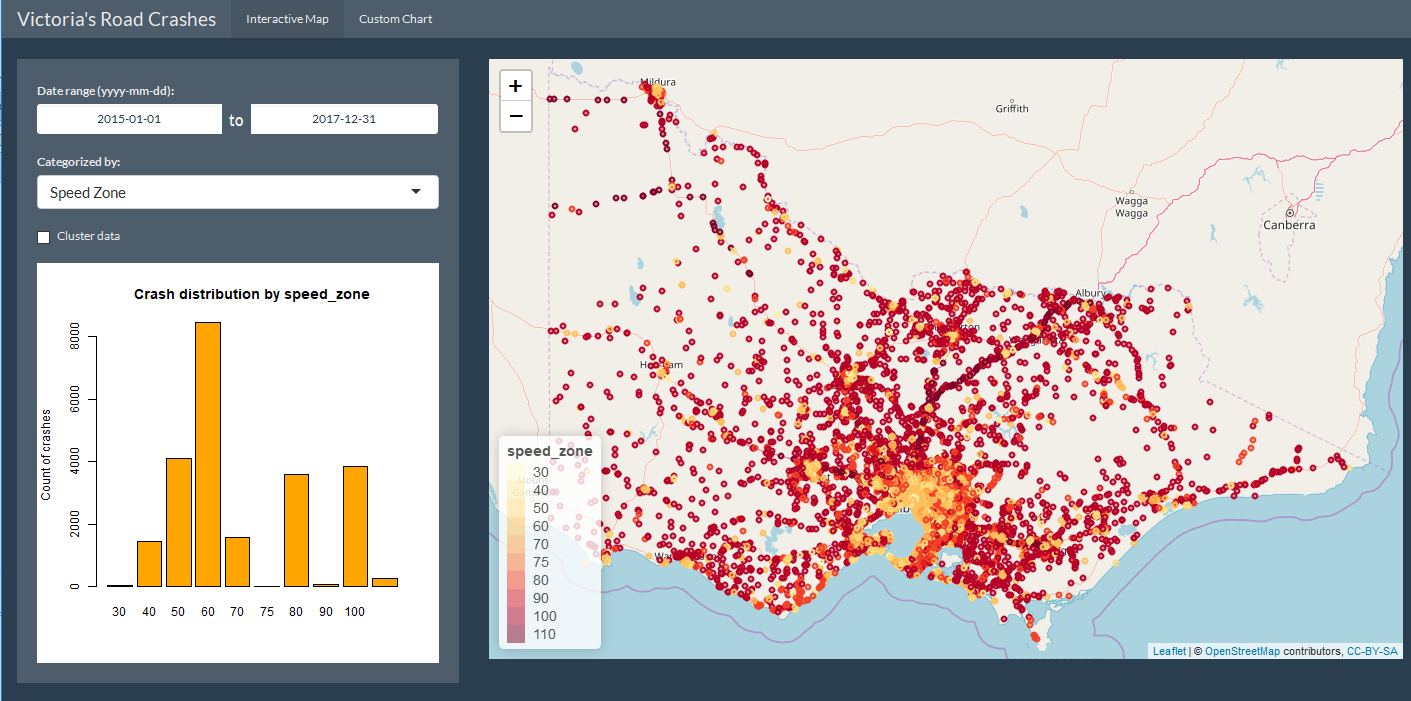 Victoria's Road Crashes
Interactive Map
Custom Chart
Date range (yyyy-mm-dd):
2015-01-01 to 2017-12-31
Categorized by:
Speed Zone
Cluster data
Crash distribution by speed_zone
Count of crashes
8000
6000
4000
2000
0
30 40 50 60 70 75 80 90 100
+
−
Mildura
Griffith
Wagga
Wagga
Canberra
Albury
speed_zone
30
40
50
60
70
75
80
90
100
110
Leaflet | © OpenStreetMap contributors, CC-BY-SA